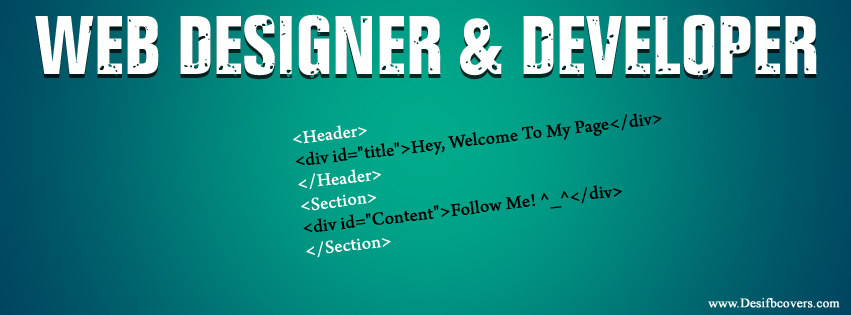 WEB DESIGNER & DEVELOPER
<Header>
<div id="title">Hey, Welcome To My Page</div>
</Header>
<Section>
<div id="Content">Follow Me! ^_^</div>
</Section>
www.Desifbcovers.com